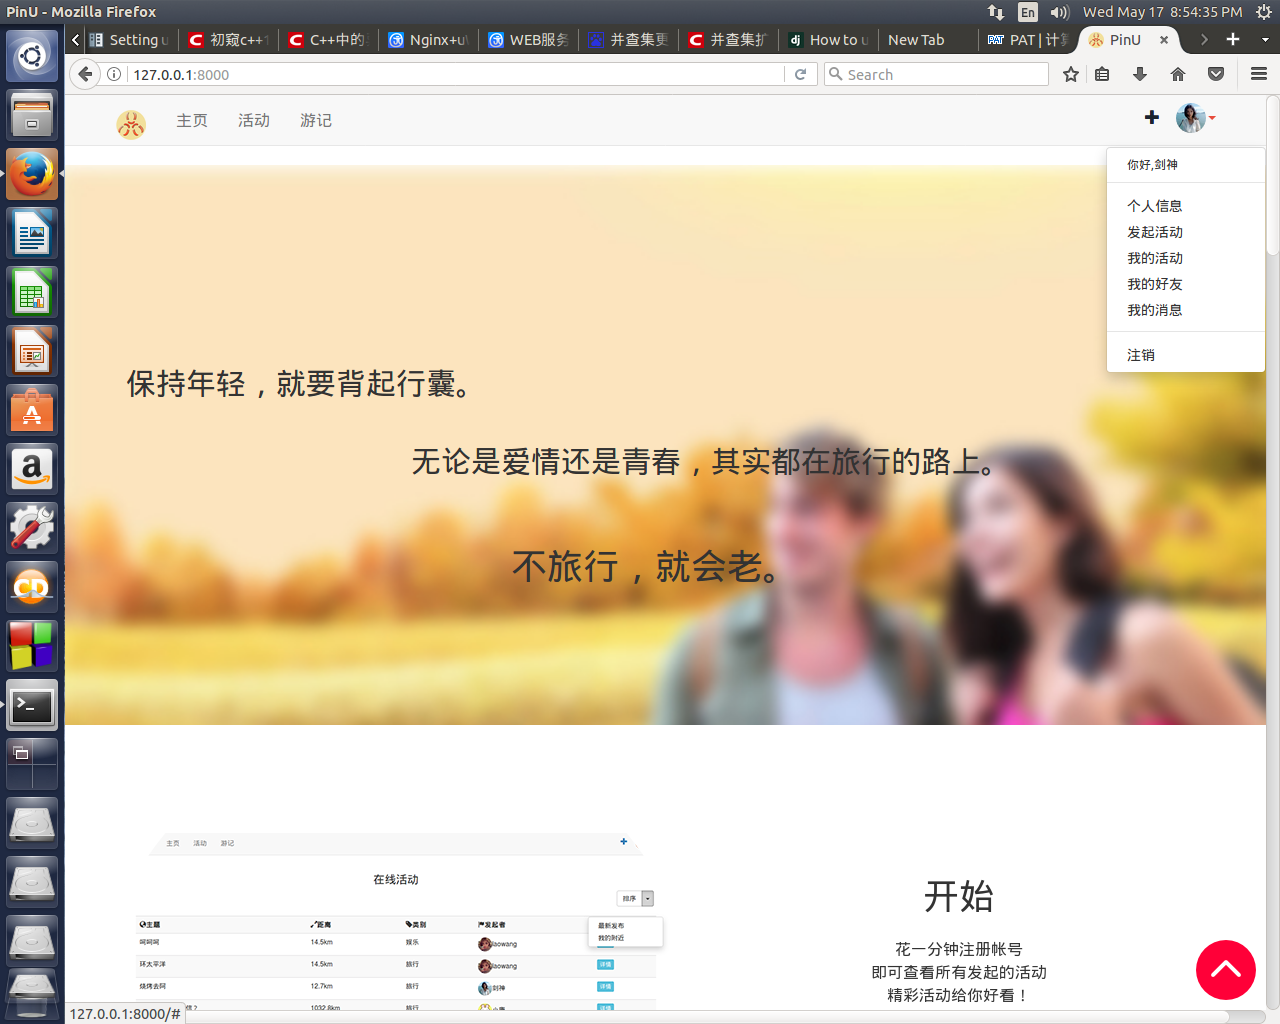 PinU - Mozilla Firefox
En
Wed May 17 8:54:35 PM
Setting u
初窥c++1
C++中的
Nginx+uW
WEB服务
并查集更
并查集扩
How to u
New Tab
PAT | 计算
PinU
127.0.0.1:8000
Search
主页 活动 游记
你好,剑神
个人信息
发起活动
我的活动
我的好友
我的消息
注销
保持年轻，就要背起行囊。
无论是爱情还是青春，其实都在旅行的路上。
不旅行，就会老。
主页 活动 游记
在线活动
排序
最新发布
我的附近
主题 距离 类别 发起者
呵呵呵 14.5km 娱乐 laowang
环太平洋 14.5km 旅行 laowang 详情
烧烤去阿 12.7km 旅行 剑神 详情
信？ 1032.8km 旅行 详情
开始
花一分钟注册帐号
即可查看所有发起的活动
精彩活动给你好看！
127.0.0.1:8000/#